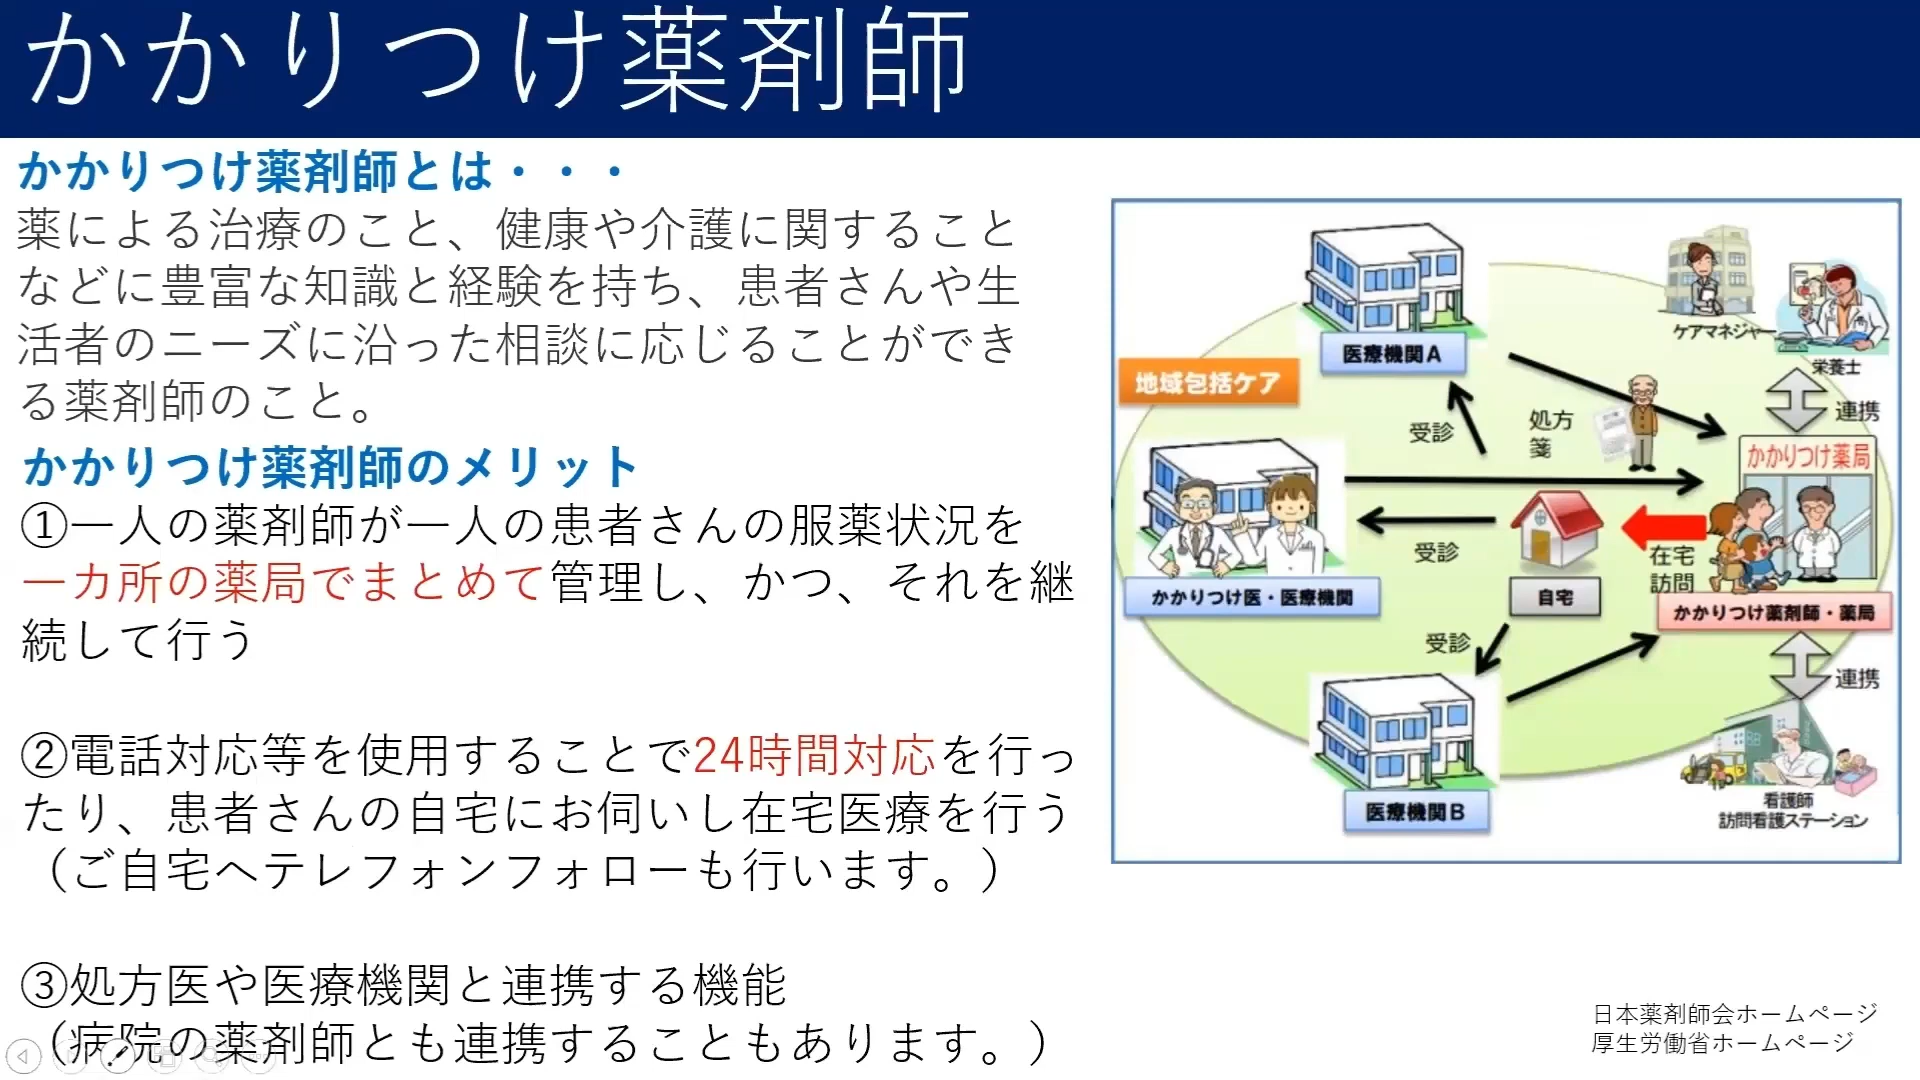 かかりつけ薬剤師
かかりつけ薬剤師とは・・・
薬による治療のこと、健康や介護に関すること
などに豊富な知識と経験を持ち、患者さんや生
活者のニーズに沿った相談に応じることができ
る薬剤師のこと。
かかりつけ薬剤師のメリット
①一人の薬剤師が一人の患者さんの服薬状況を
一カ所の薬局でまとめて管理し、かつ、それを継
続して行う
②電話対応等を使用することで24時間対応を行っ
たり、患者さんの自宅にお伺いし在宅医療を行う
（ご自宅へテレフォンフォローも行います。）
③処方医や医療機関と連携する機能
（病院の薬剤師とも連携することもあります。）
医療機関A
地域包括ケア
ケアマネジャー
栄養士
連携
受診
処方
箋
かかりつけ薬局
受診
在宅
訪問
かかりつけ医・医療機関
自宅
かかりつけ薬剤師・薬局
受診
連携
医療機関B
看護師
訪問看護ステーション
日本薬剤師会ホームページ
厚生労働省ホームページ